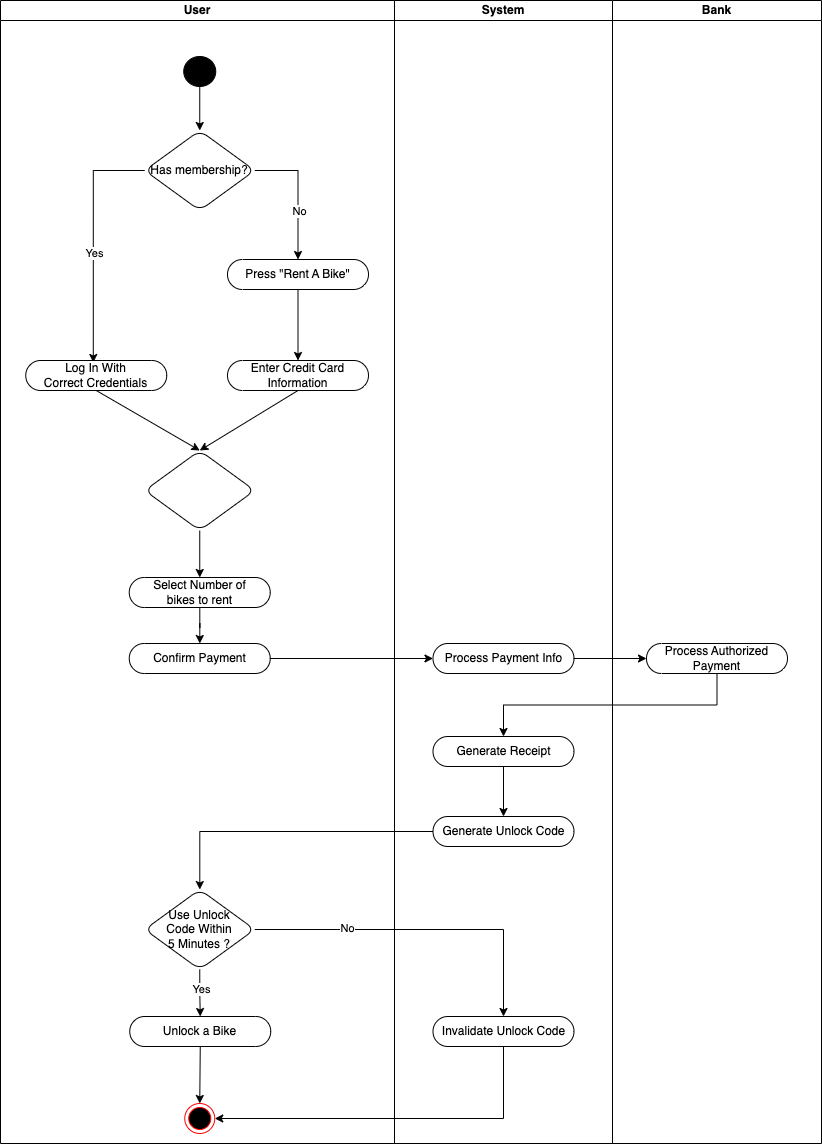 User
System
Bank
Has membership?
No
Yes
Press "Rent A Bike"
Log In With
Correct Credentials
Enter Credit Card
Information
Select Number of
bikes to rent
Confirm Payment
Process Payment Info
Process Authorized
Payment
Generate Receipt
Generate Unlock Code
Use Unlock
Code Within
5 Minutes ?
No
Yes
Unlock a Bike
Invalidate Unlock Code